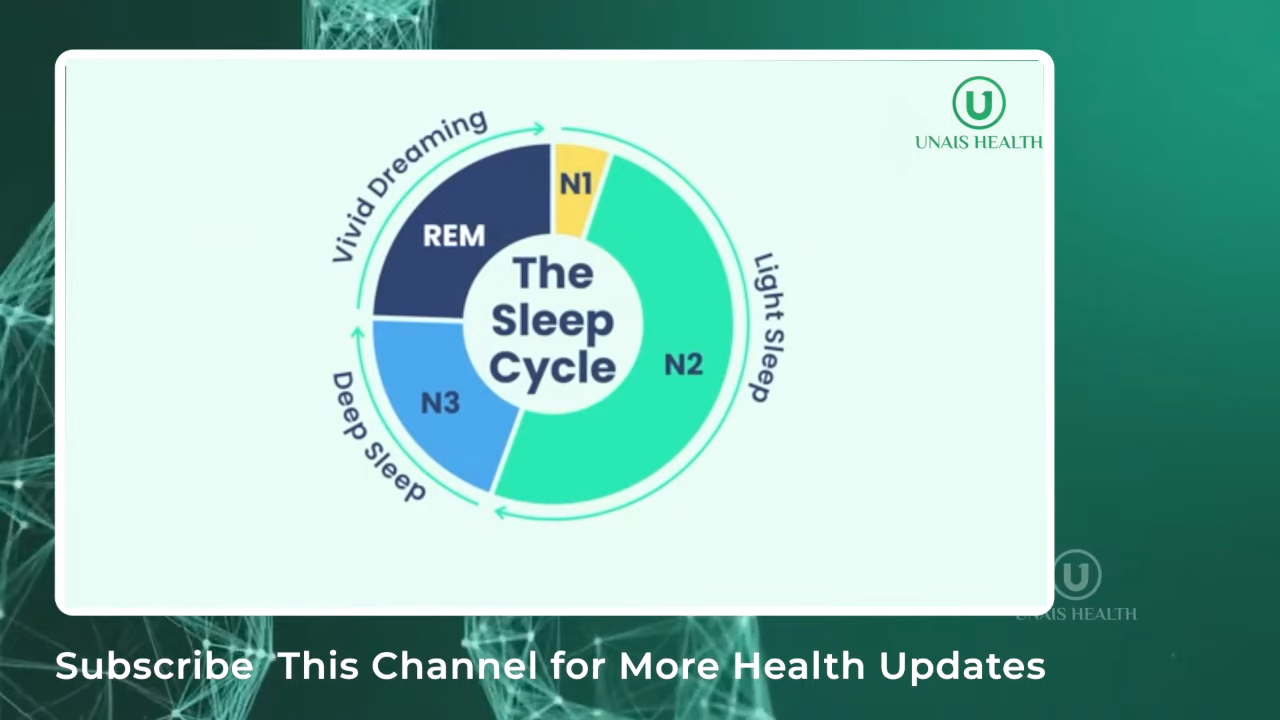 U
UNAIS HEALTH
Vivid Dreaming
N1
REM
The
Sleep
Cycle
Light Sleep
N2
N3
Deep Sleep
U
UNAIS HEALTH
Subscribe This Channel for More Health Updates